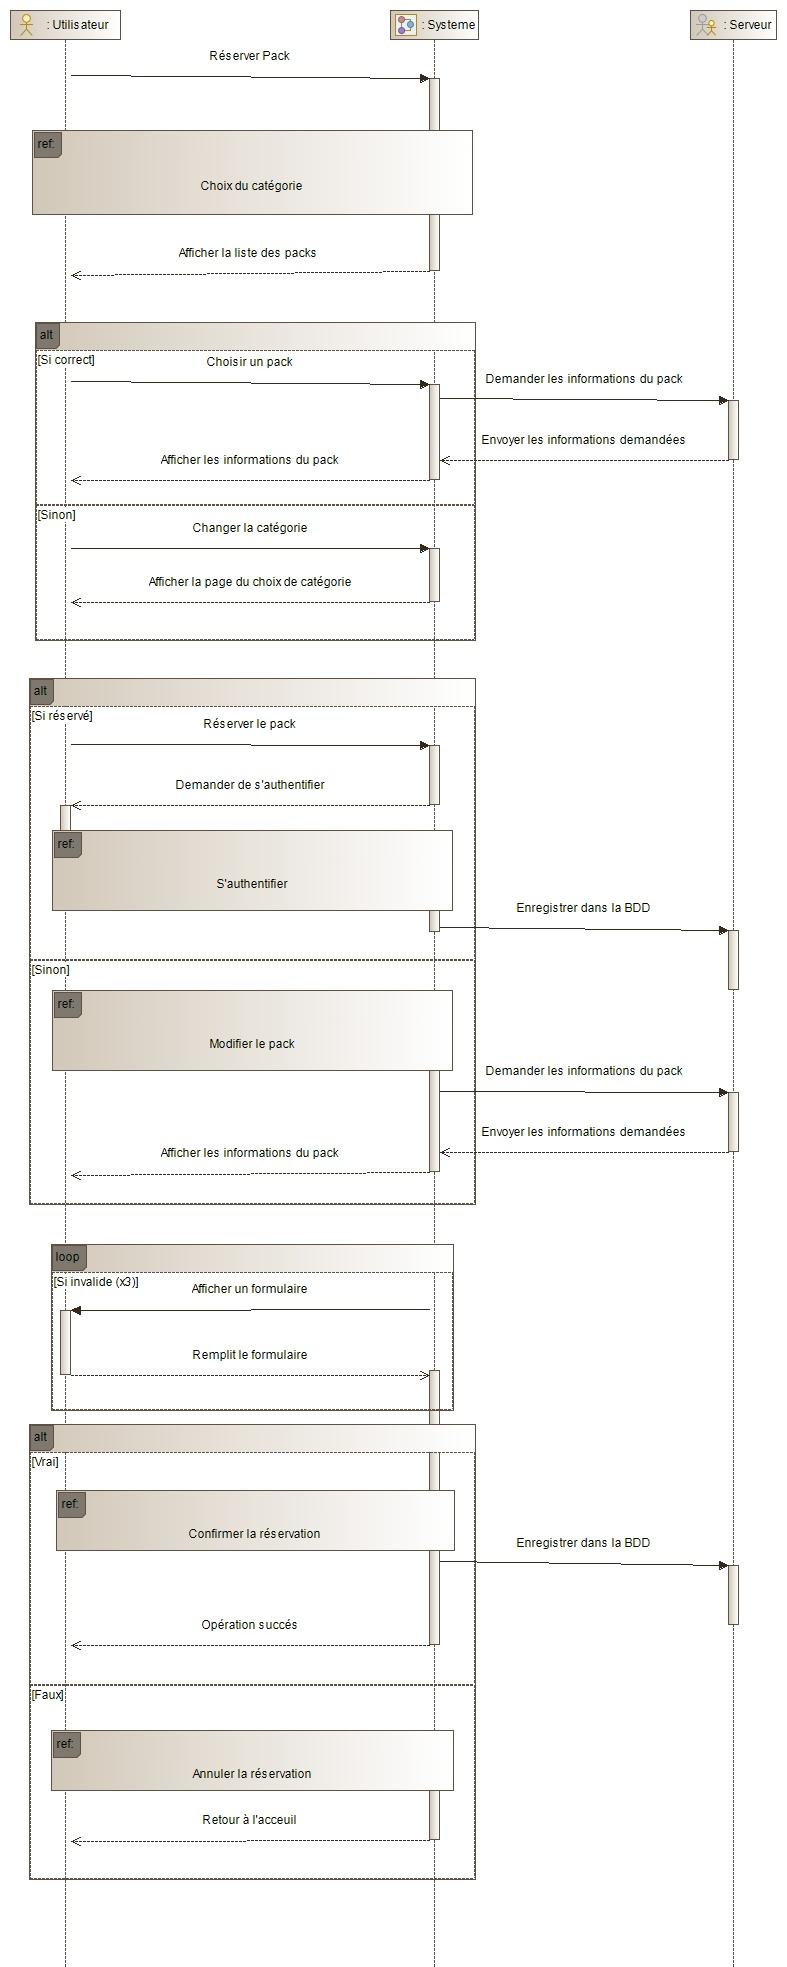 : Utilisateur
: Systeme
: Serveur
Réserver Pack
ref:
Choix du catégorie
Afficher la liste des packs
alt
[Si correct]
Choisir un pack
Demander les informations du pack
Envoyer les informations demandées
Afficher les informations du pack
[Sinon]
Changer la catégorie
Afficher la page du choix de catégorie
alt
[Si réservé]
Réserver le pack
Demander de s'authentifier
ref:
S'authentifier
Enregistrer dans la BDD
[Sinon]
ref:
Modifier le pack
Demander les informations du pack
Envoyer les informations demandées
Afficher les informations du pack
loop
[Si invalide (x3)]
Afficher un formulaire
Remplit le formulaire
alt
[Vrai]
ref:
Confirmer la réservation
Enregistrer dans la BDD
Opération succés
[Faux]
ref:
Annuler la réservation
Retour à l'acceuil